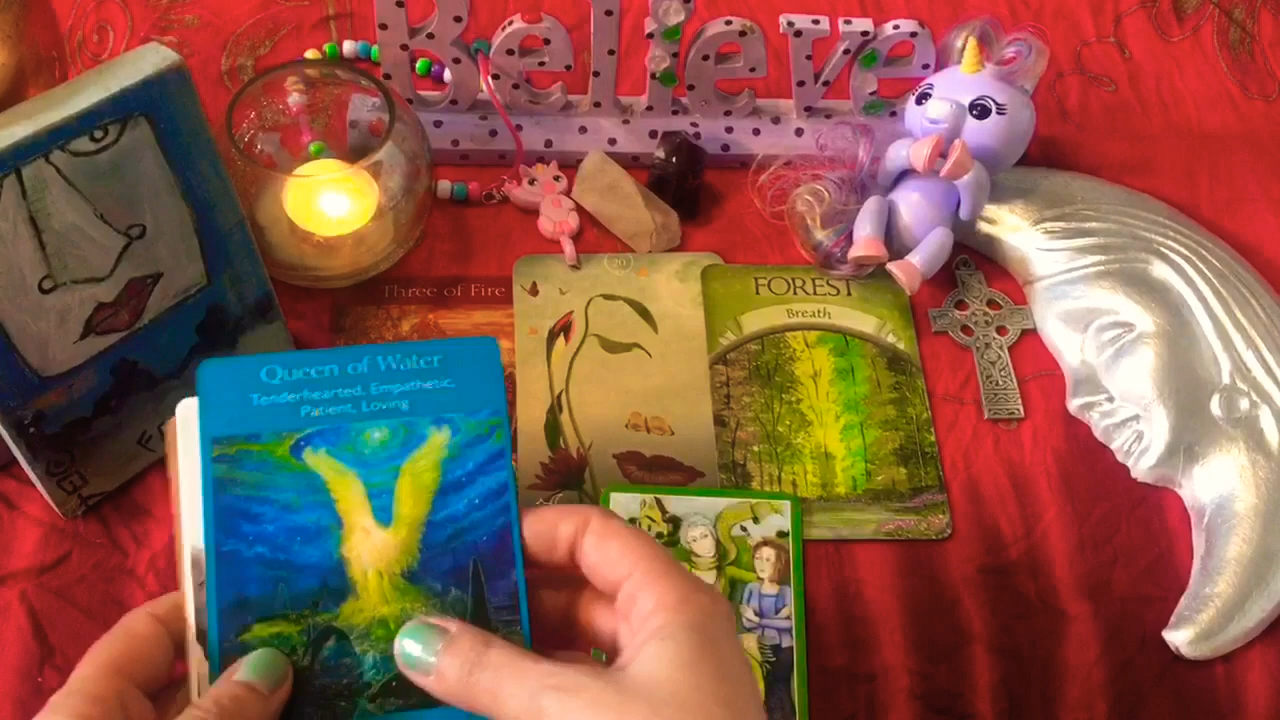 Believe
20
Three of Fire
FOREST
Breath
Queen of Water
Tenderhearted, Empathetic,
Patient, Loving